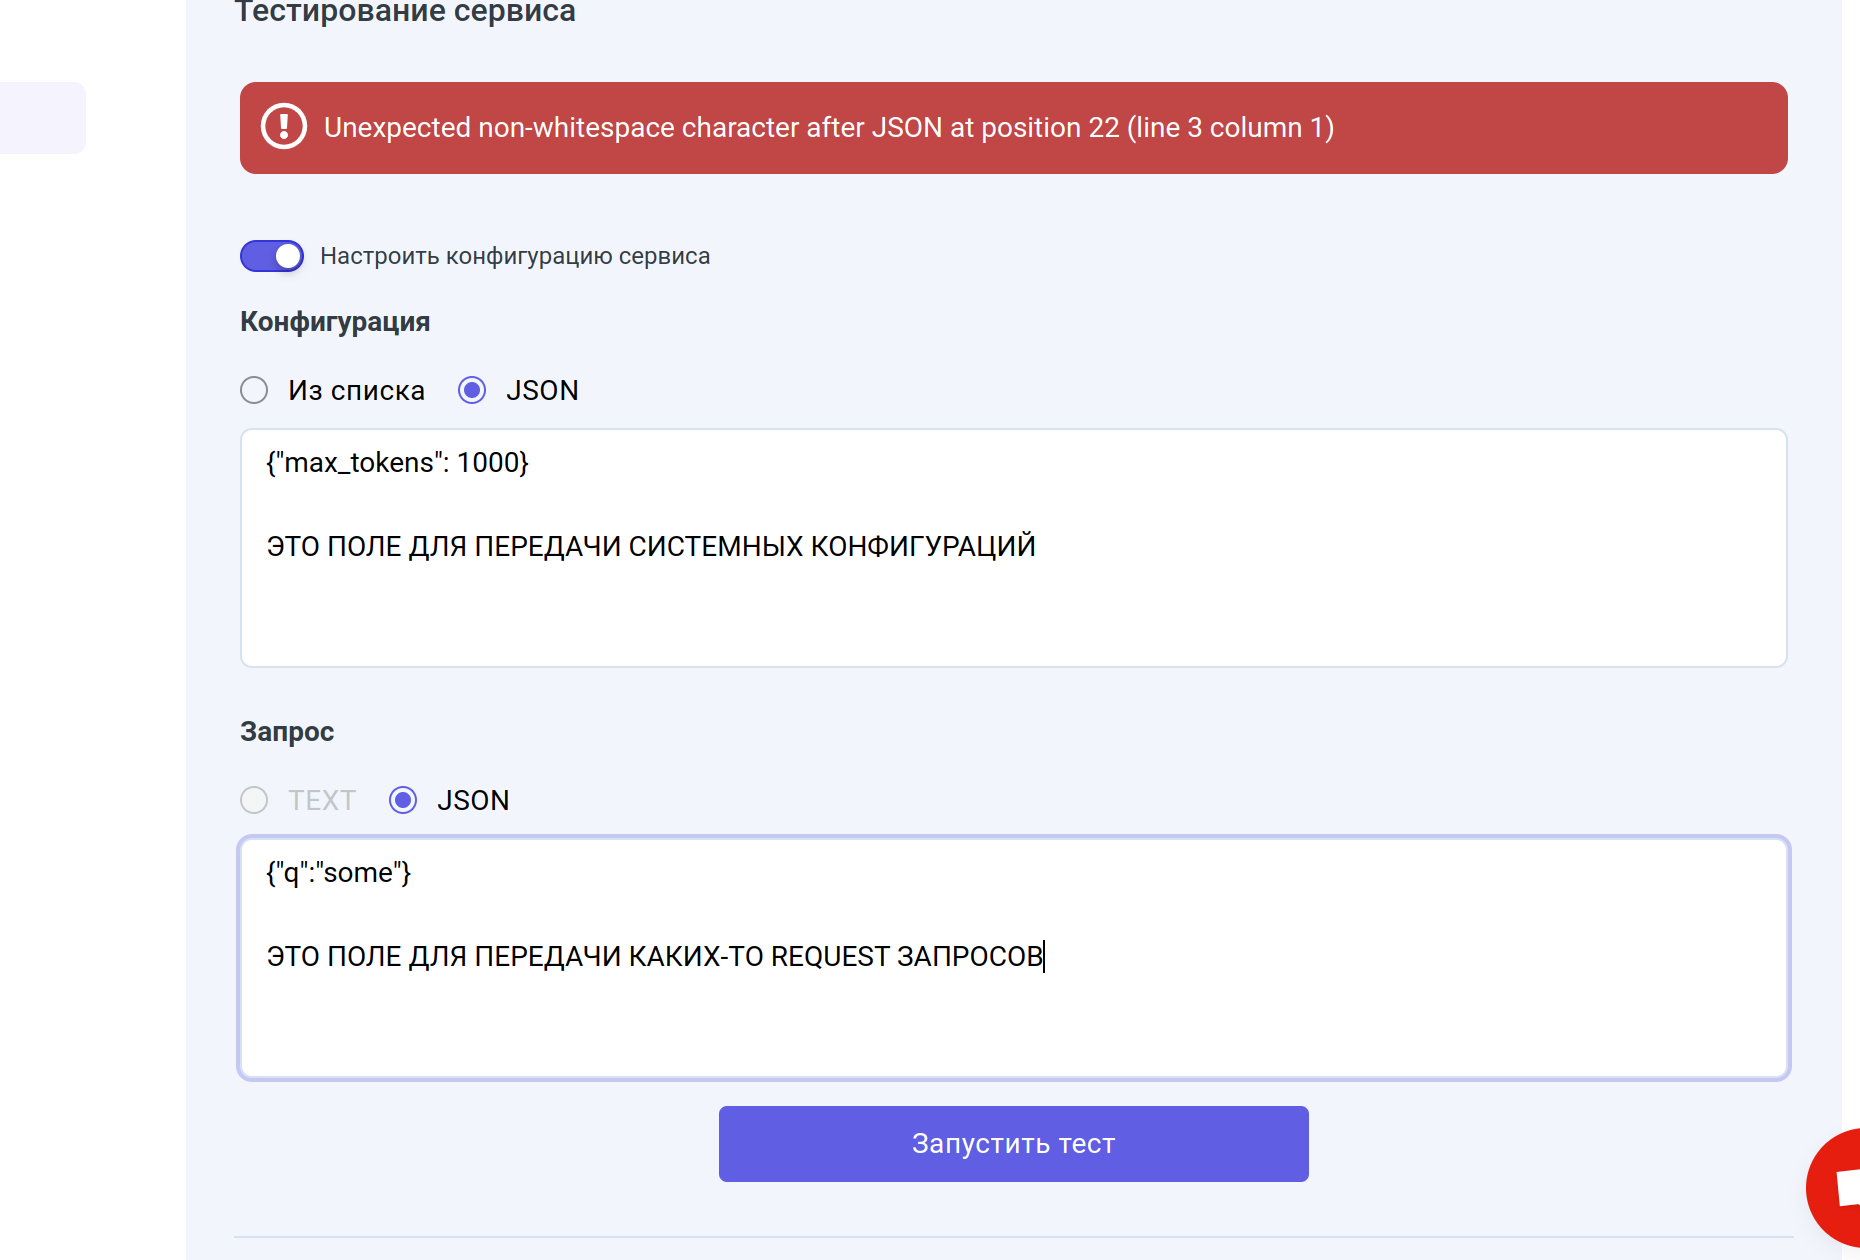 Тестирование сервиса
Unexpected non-whitespace character after JSON at position 22 (line 3 column 1)
Настроить конфигурацию сервиса
Конфигурация
Из списка JSON
{"max_tokens": 1000}
ЭТО ПОЛЕ ДЛЯ ПЕРЕДАЧИ СИСТЕМНЫХ КОНФИГУРАЦИЙ
Запрос
TEXT JSON
{"q":"some"}
ЭТО ПОЛЕ ДЛЯ ПЕРЕДАЧИ КАКИХ-ТО REQUEST ЗАПРОСОВ
Запустить тест